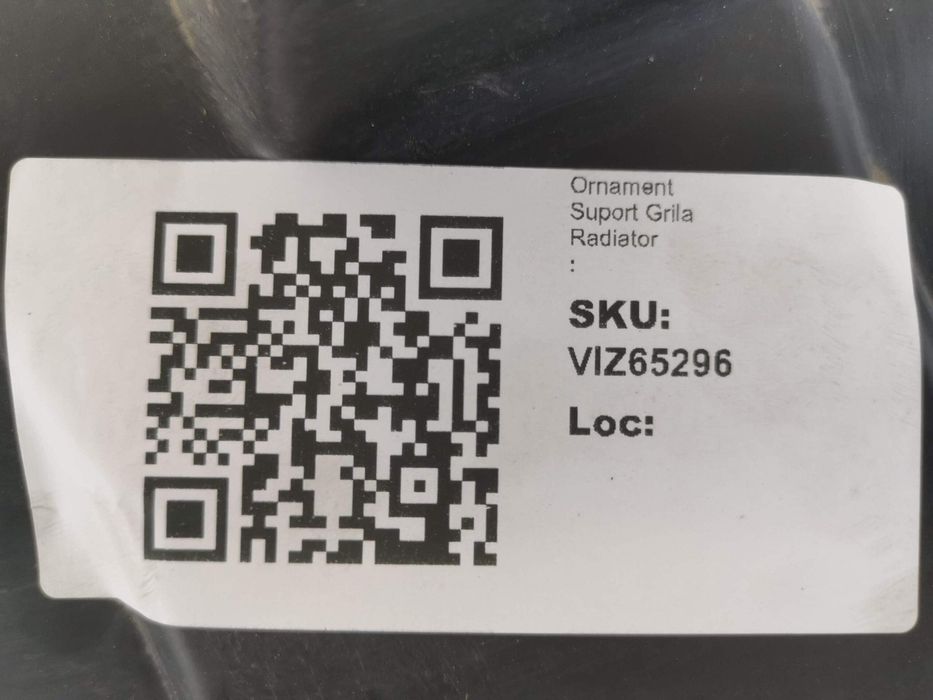 Ornament
Suport Grila
Radiator
:
SKU:
VIZ65296
Loc: